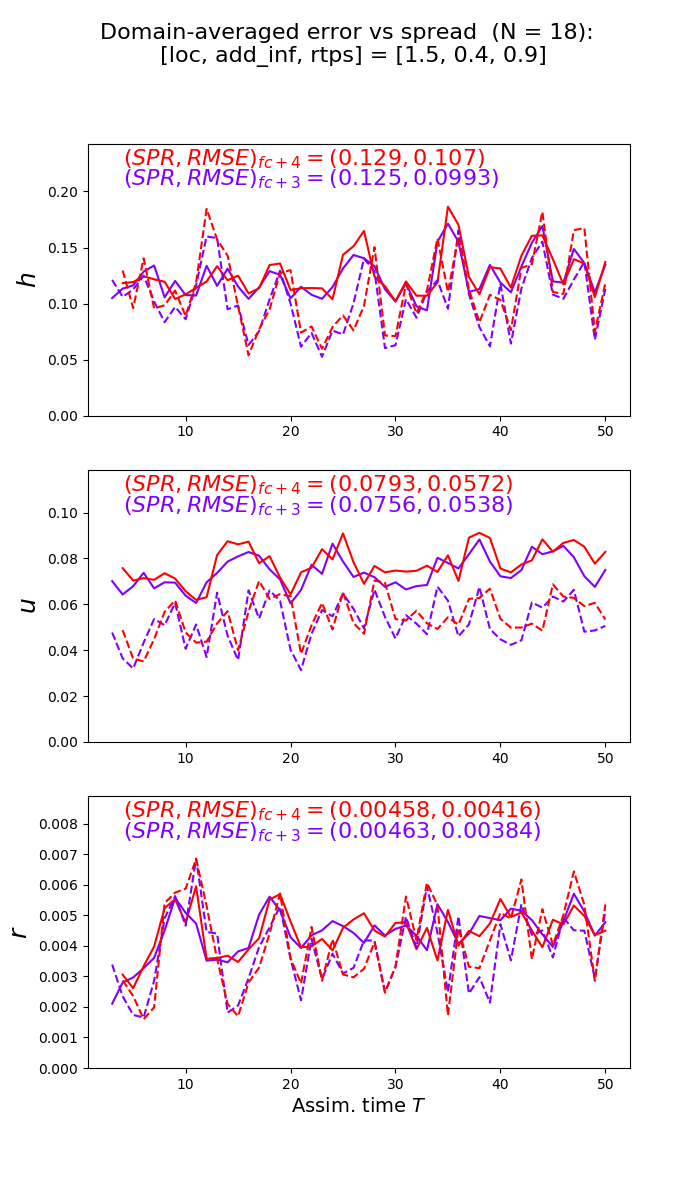 Domain-averaged error vs spread (N = 18):
[loc, add_inf, rtps] = [1.5, 0.4, 0.9]
(SPR, RMSE)fc+4 = (0.129, 0.107)
(SPR, RMSE)fc+3 = (0.125, 0.0993)
0.20
0.15
h
0.10
0.05
0.00
10 20 30 40 50
(SPR, RMSE)fc+4 = (0.0793, 0.0572)
(SPR, RMSE)fc+3 = (0.0756, 0.0538)
0.10
0.08
u
0.06
0.04
0.02
0.00
10 20 30 40 50
(SPR, RMSE)fc+4 = (0.00458, 0.00416)
(SPR, RMSE)fc+3 = (0.00463, 0.00384)
0.008
0.007
0.006
0.005
r
0.004
0.003
0.002
0.001
0.000
10 20 30 40 50
Assim. time T